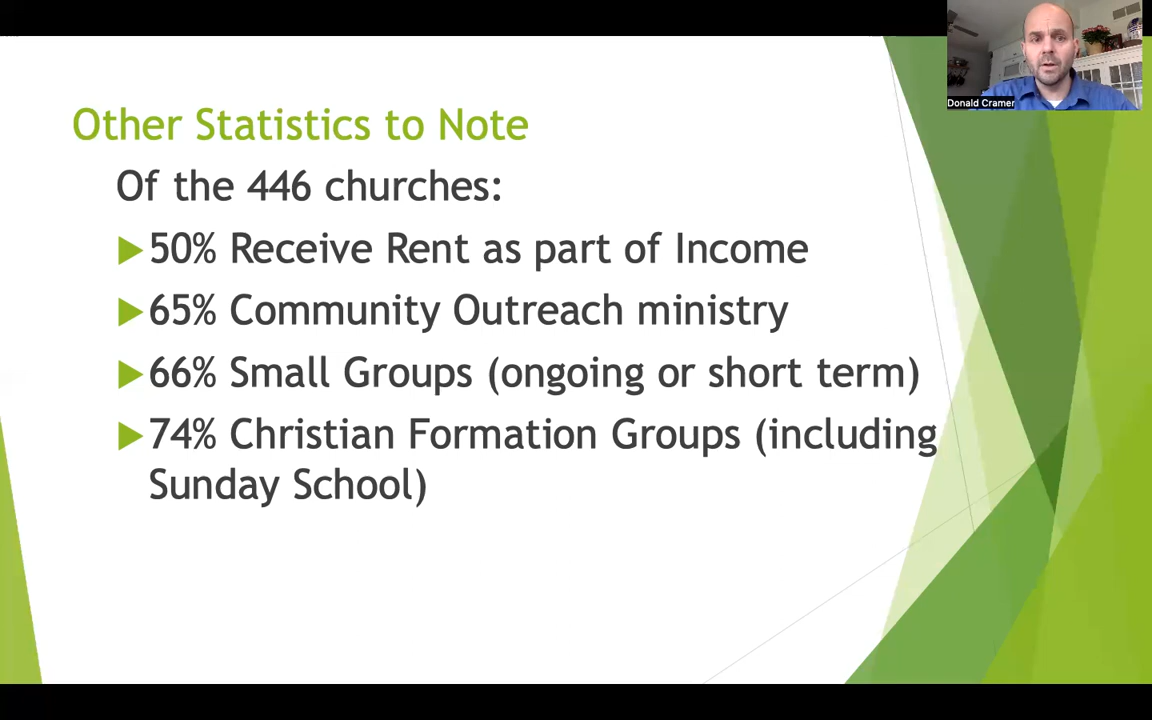 Donald Cramer
Other Statistics to Note
Of the 446 churches:
50% Receive Rent as part of Income
65% Community Outreach ministry
66% Small Groups (ongoing or short term)
74% Christian Formation Groups (including
Sunday School)